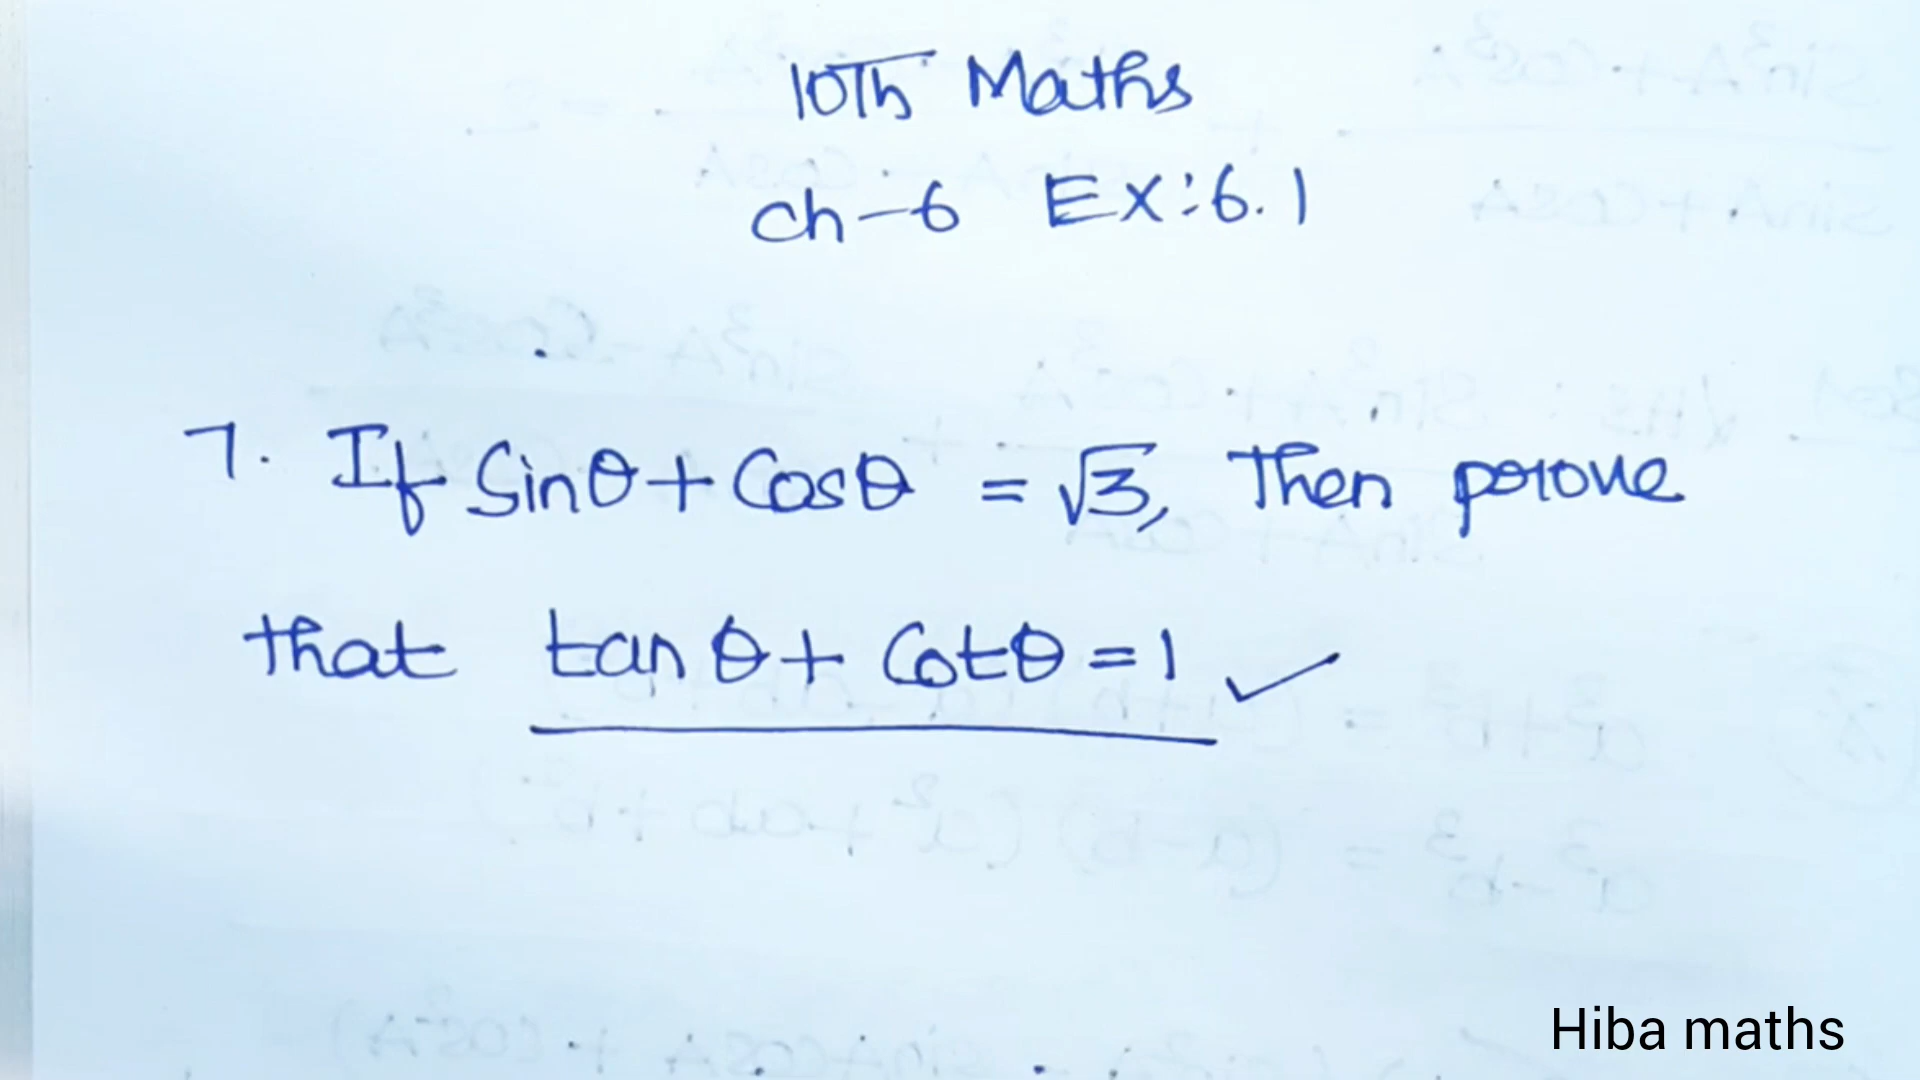 10Th Maths
Ch-6 EX:6.1
7. If Sinθ + Cosθ = √3, Then prove
that tanθ + Cotθ = 1 ✓
Hiba maths